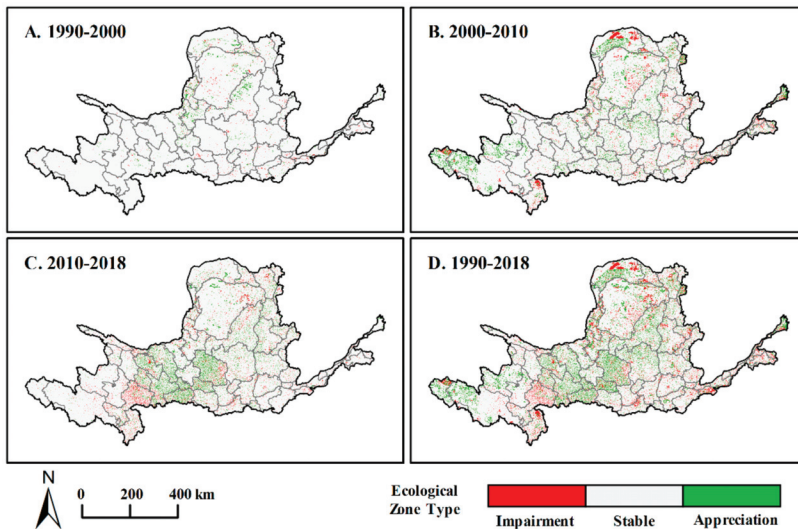 A. 1990-2000
B. 2000-2010
C. 2010-2018
D. 1990-2018
N
0 200 400 km
Ecological
Zone Type
Impairment Stable Appreciation